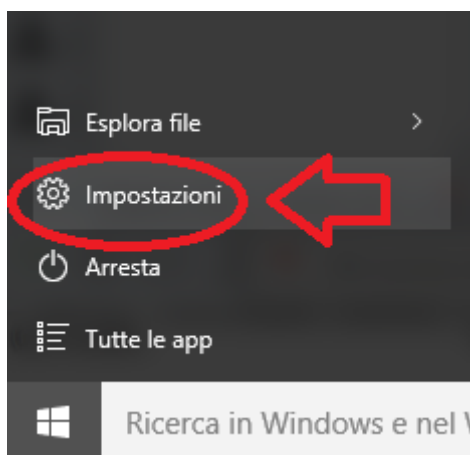 Esplora file
Impostazioni
Arresta
Tutte le app
Ricerca in Windows e nel